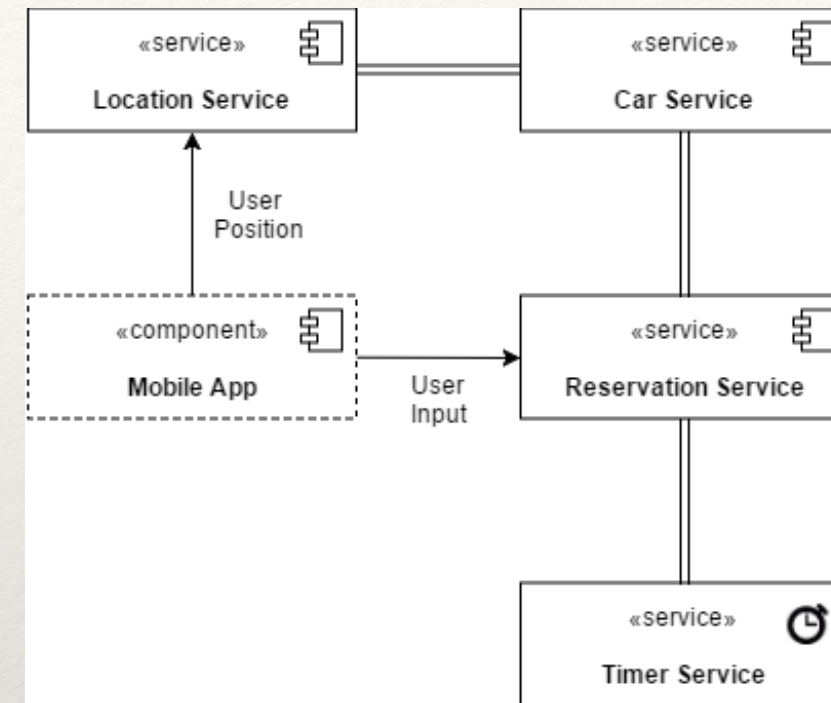 «service»
Location Service
«service»
Car Service
User
Position
«component»
Mobile App
User
Input
«service»
Reservation Service
«service»
Timer Service